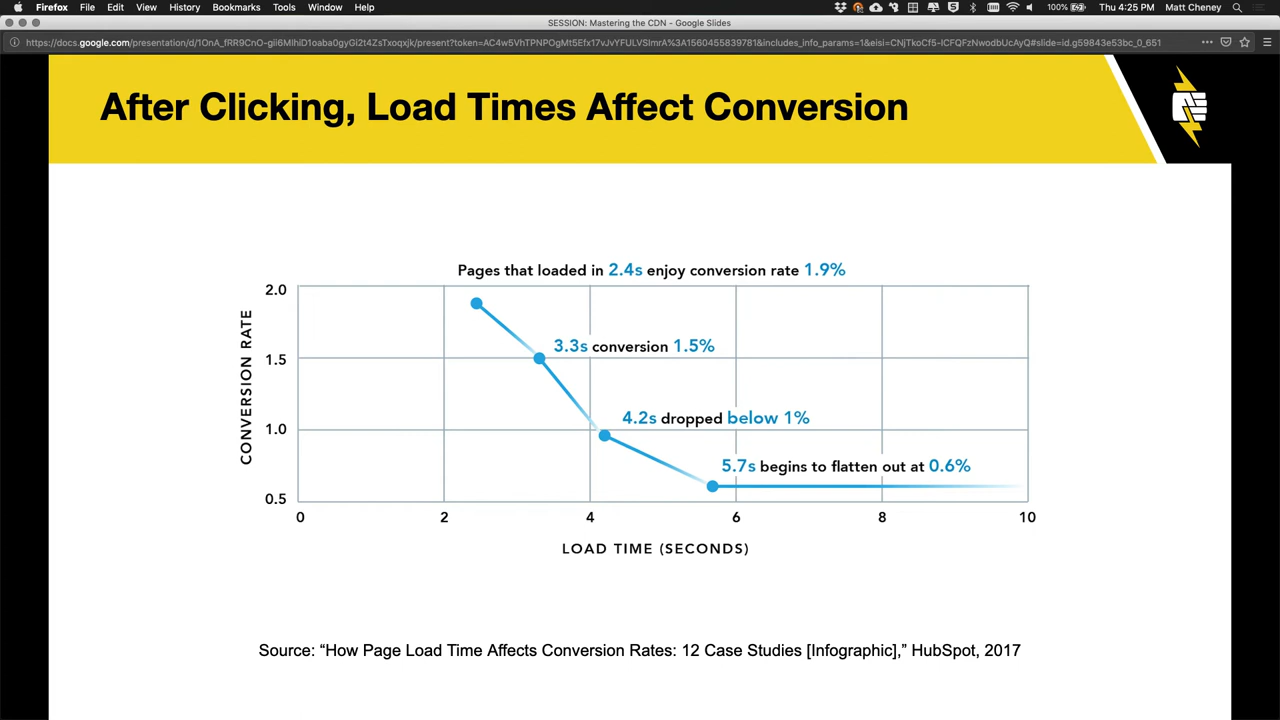 Firefox File Edit View History Bookmarks Tools Window Help 100% Thu 4:25 PM Matt Cheney
SESSION: Mastering the CDN - Google Slides
After Clicking, Load Times Affect Conversion
Pages that loaded in 2.4s enjoy conversion rate 1.9%
2.0
3.3s conversion 1.5%
1.5
CONVERSION RATE
4.2s dropped below 1%
1.0
5.7s begins to flatten out at 0.6%
0.5
0 2 4 6 8 10
LOAD TIME (SECONDS)
Source: “How Page Load Time Affects Conversion Rates: 12 Case Studies [Infographic],” HubSpot, 2017